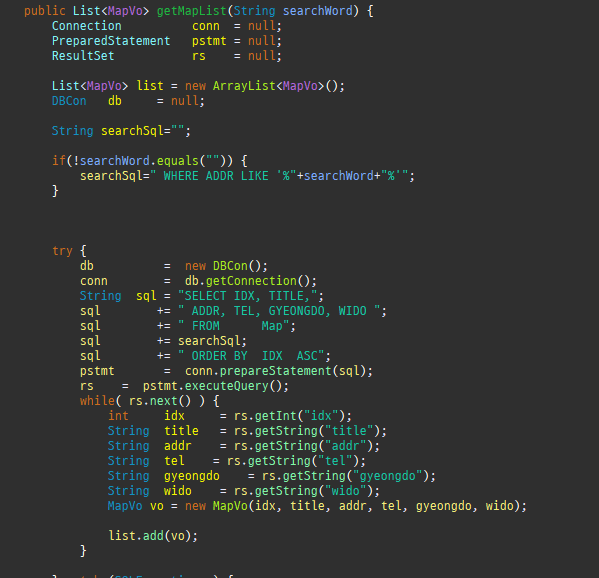 public List<MapVo> getMapList(String searchWord) {
Connection conn = null;
PreparedStatement pstmt = null;
ResultSet rs = null;
List<MapVo> list = new ArrayList<MapVo>();
DBCon db = null;
String searchSql="";
if(!searchWord.equals("")) {
searchSql=" WHERE ADDR LIKE '%"+searchWord+"%'";
}
try {
db = new DBCon();
conn = db.getConnection();
String sql = "SELECT IDX, TITLE,";
sql += " ADDR, TEL, GYEONGDO, WIDO ";
sql += " FROM Map";
sql += searchSql;
sql += " ORDER BY IDX ASC";
pstmt = conn.prepareStatement(sql);
rs = pstmt.executeQuery();
while( rs.next() ) {
int idx = rs.getInt("idx");
String title = rs.getString("title");
String addr = rs.getString("addr");
String tel = rs.getString("tel");
String gyeongdo = rs.getString("gyeongdo");
String wido = rs.getString("wido");
MapVo vo = new MapVo(idx, title, addr, tel, gyeongdo, wido);
list.add(vo);
}